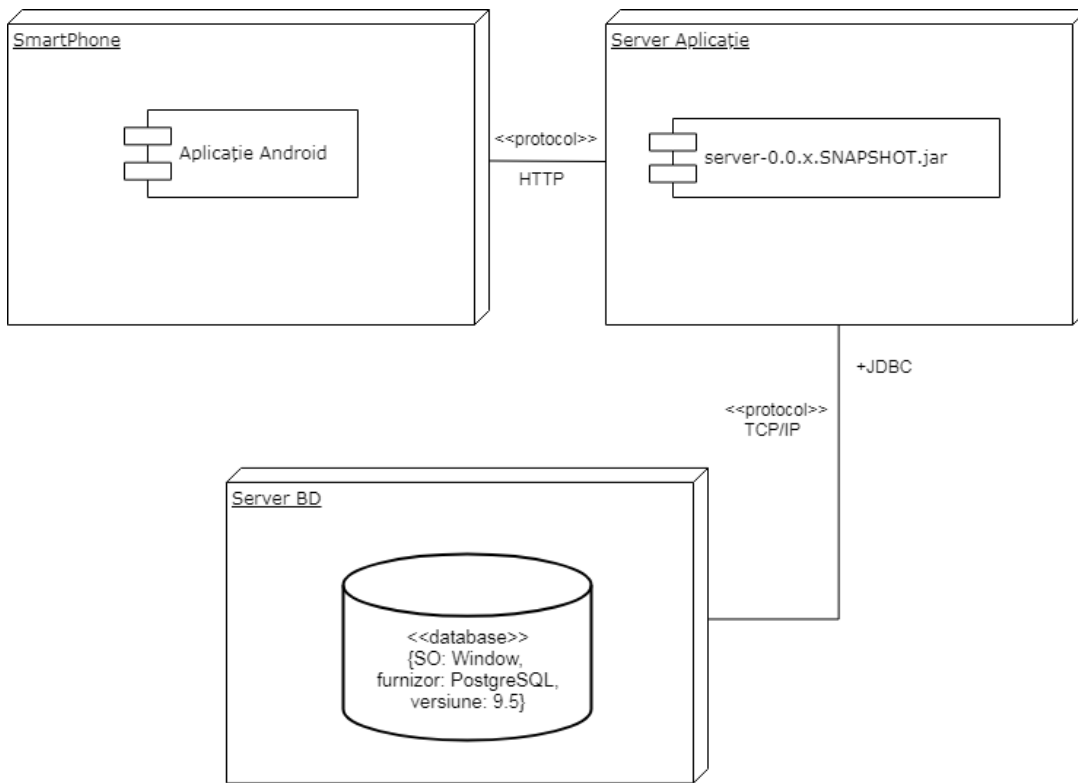 SmartPhone
Aplicație Android
<<protocol>>
HTTP
Server Aplicație
server-0.0.x.SNAPSHOT.jar
+JDBC
<<protocol>>
TCP/IP
Server BD
<<database>>
{SO: Window,
furnizor: PostgreSQL,
versiune: 9.5}